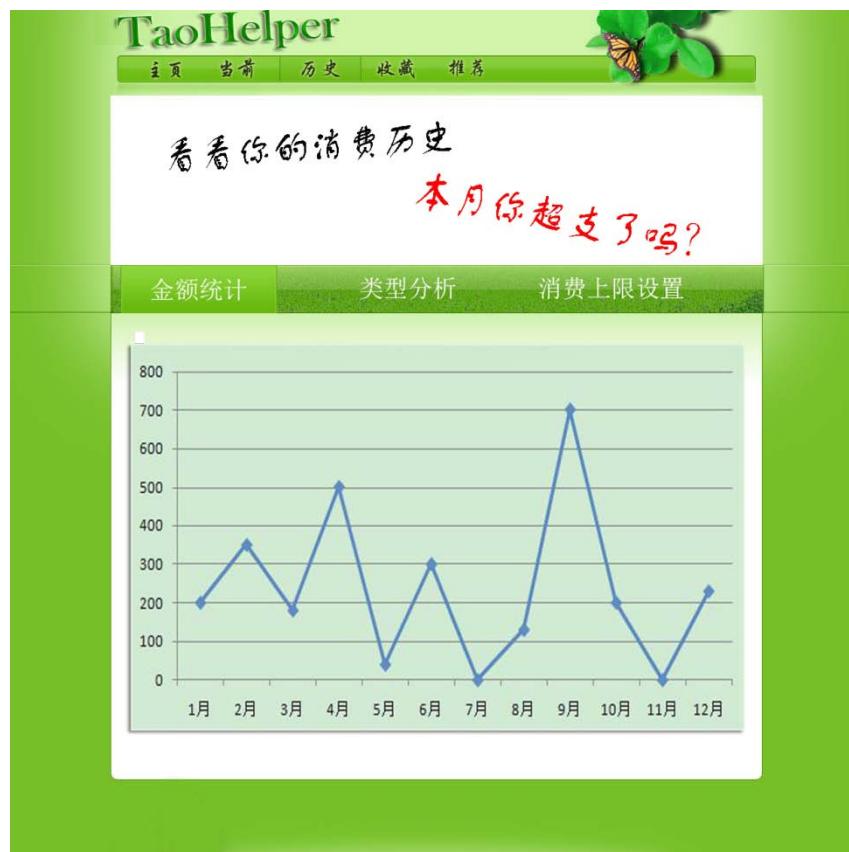 TaoHelper
主页 当前 历史 收藏 推荐
看看你的消费历史
本月你超支了吗?
金额统计 类型分析 消费上限设置
800
700
600
500
400
300
200
100
0
1月 2月 3月 4月 5月 6月 7月 8月 9月 10月 11月 12月